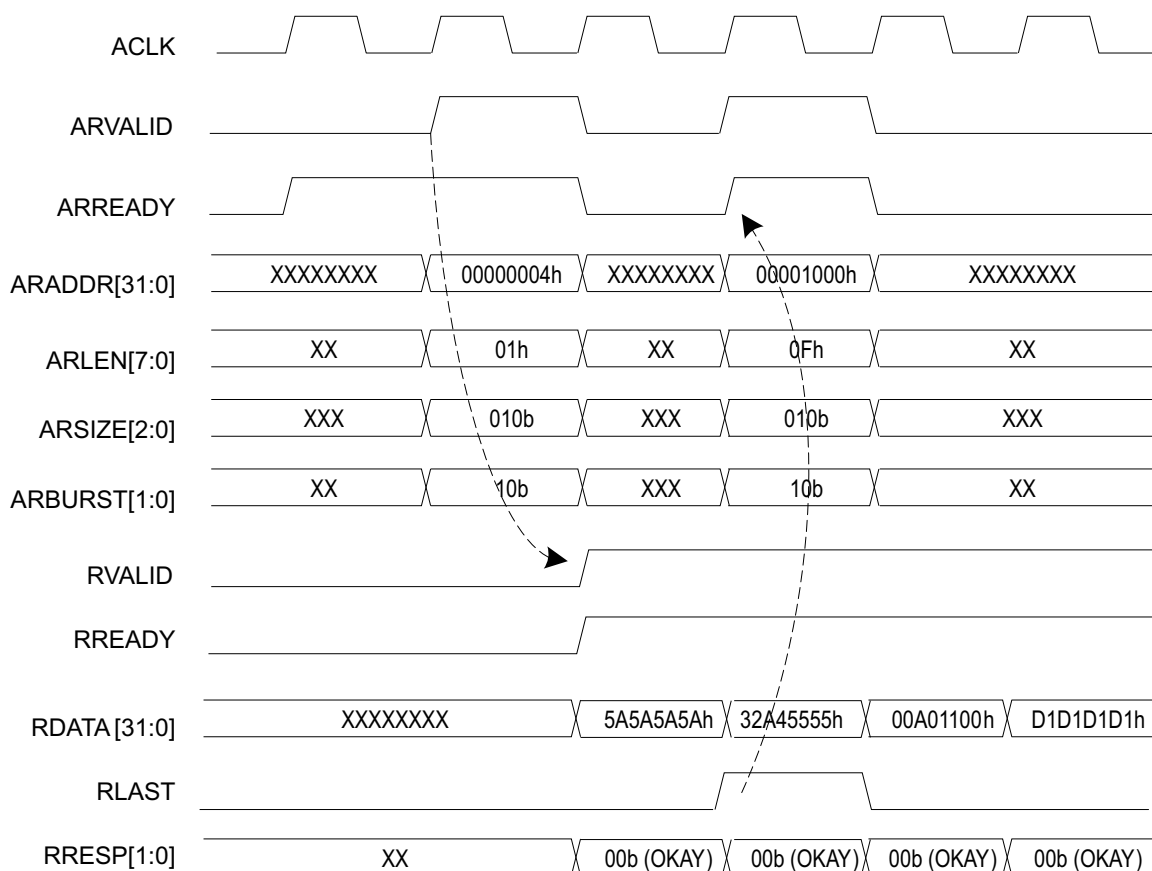 ACLK
ARVALID
ARREADY
ARADDR[31:0] XXXXXXXX 00000004h XXXXXXXX 00001000h XXXXXXXX
ARLEN[7:0] XX 01h XX 0Fh XX
ARSIZE[2:0] XXX 010b XXX 010b XXX
ARBURST[1:0] XX 10b XXX 10b XX
RVALID
RREADY
RDATA[31:0] XXXXXXXX 5A5A5A5Ah 32A45555h 00A01100h D1D1D1D1h
RLAST
RRESP[1:0] XX 00b (OKAY) 00b (OKAY) 00b (OKAY) 00b (OKAY)